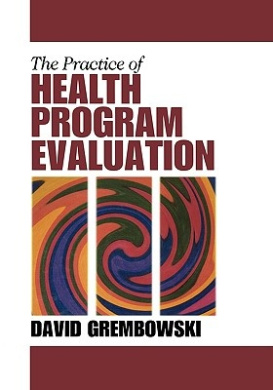 The Practice of
HEALTH
PROGRAM
EVALUATION
DAVID GREMBOWSKI